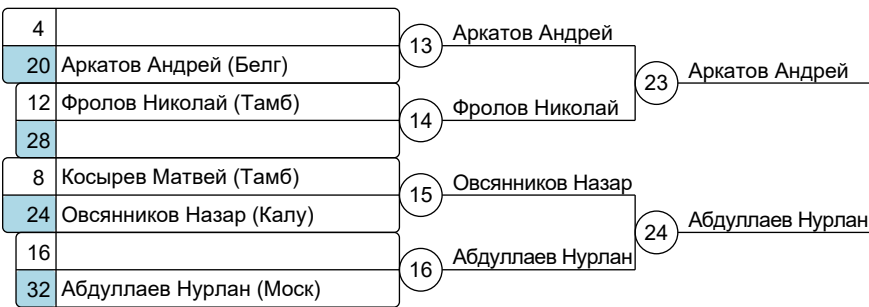 4
20 Аркатов Андрей (Белг)
13 Аркатов Андрей
12 Фролов Николай (Тамб)
28
14 Фролов Николай
23 Аркатов Андрей
8 Косырев Матвей (Тамб)
24 Овсянников Назар (Калу)
15 Овсянников Назар
16
32 Абдуллаев Нурлан (Моск)
16 Абдуллаев Нурлан
24 Абдуллаев Нурлан